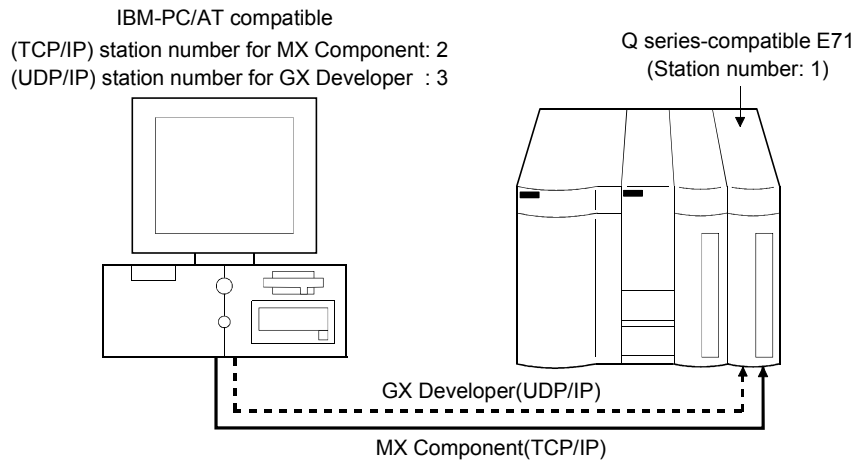 IBM-PC/AT compatible
(TCP/IP) station number for MX Component: 2
(UDP/IP) station number for GX Developer : 3
Q series-compatible E71
(Station number: 1)
GX Developer(UDP/IP)
MX Component(TCP/IP)